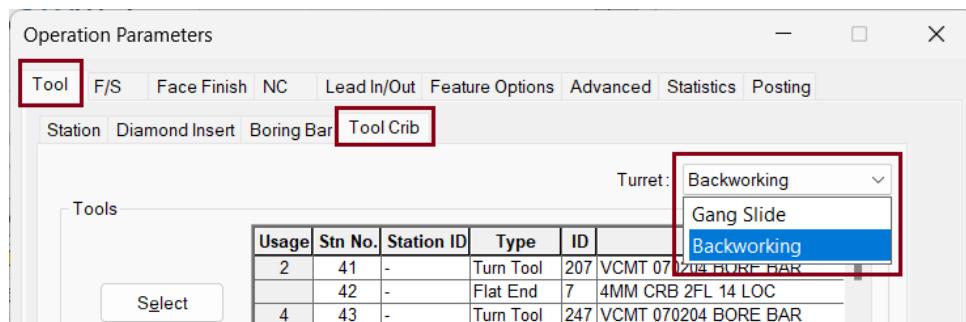 Operation Parameters
Tool F/S Face Finish NC Lead In/Out Feature Options Advanced Statistics Posting
Station Diamond Insert Boring Bar Tool Crib
Turret: Backworking
Gang Slide
Backworking
Tools
Usage Stn No. Station ID Type ID
2 41 - Turn Tool 207 VCMT 070204 BORE BAR
42 - Flat End 7 4MM CRB 2FL 14 LOC
4 43 - Turn Tool 247 VCMT 070204 BORE BAR
Select